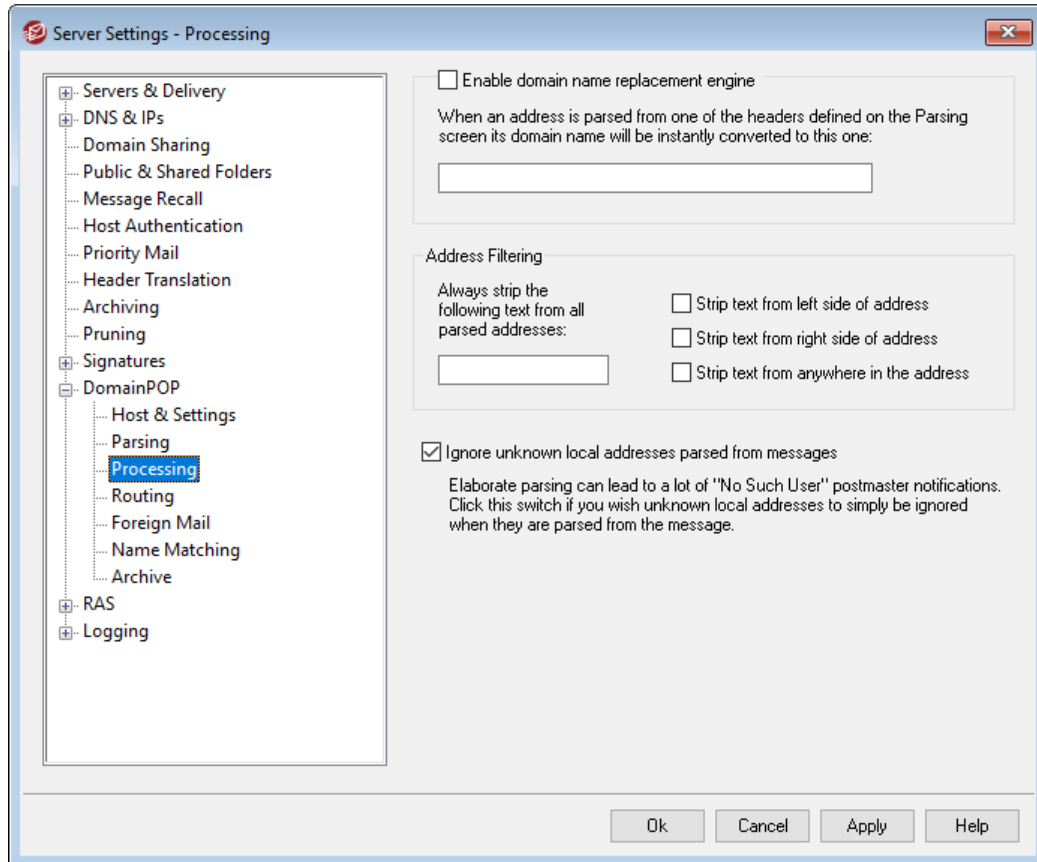 Server Settings - Processing
Servers & Delivery
DNS & IPs
Domain Sharing
Public & Shared Folders
Message Recall
Host Authentication
Priority Mail
Header Translation
Archiving
Pruning
Signatures
DomainPOP
Host & Settings
Parsing
Processing
Routing
Foreign Mail
Name Matching
Archive
RAS
Logging
Enable domain name replacement engine
When an address is parsed from one of the headers defined on the Parsing
screen its domain name will be instantly converted to this one:
Address Filtering
Always strip the
following text from all
parsed addresses:
Strip text from left side of address
Strip text from right side of address
Strip text from anywhere in the address
Ignore unknown local addresses parsed from messages
Elaborate parsing can lead to a lot of "No Such User" postmaster notifications.
Click this switch if you wish unknown local addresses to simply be ignored
when they are parsed from the message.
Ok Cancel Apply Help